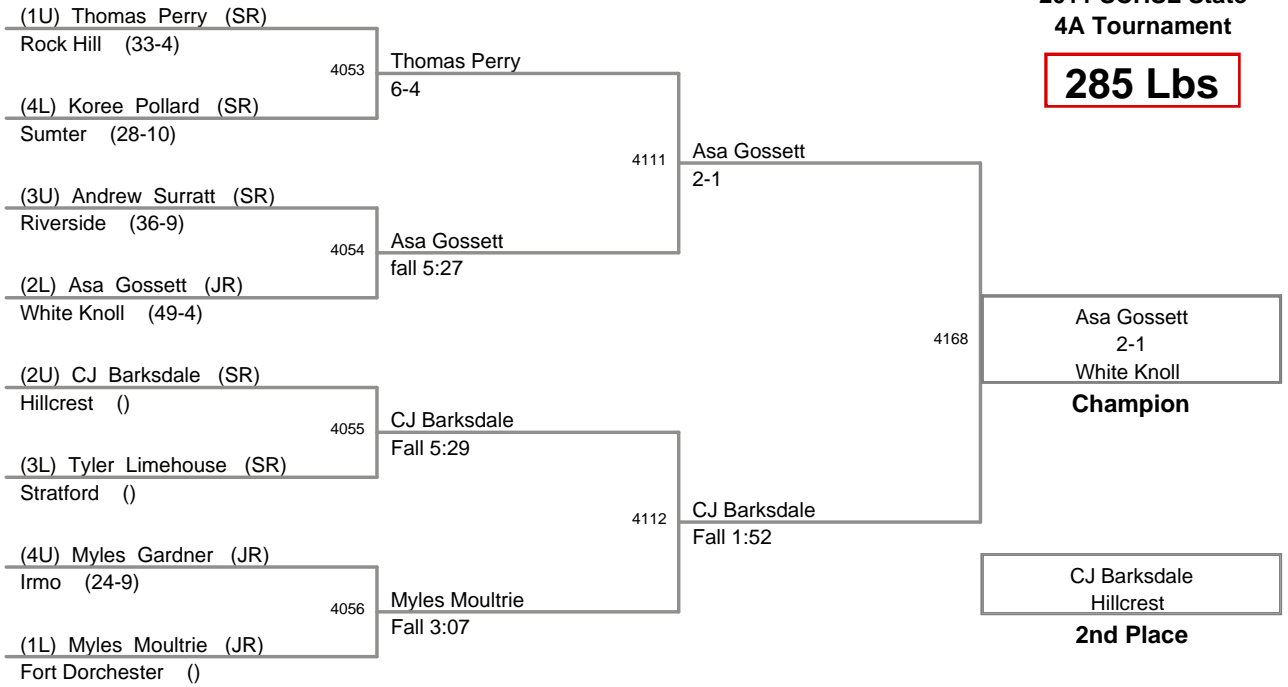 4A Tournament
285 Lbs
(1U) Thomas Perry (SR)
Rock Hill (33-4)
4053
Thomas Perry
6-4
(4L) Koree Pollard (SR)
Sumter (28-10)
4111
Asa Gossett
2-1
(3U) Andrew Surratt (SR)
Riverside (36-9)
4054
Asa Gossett
fall 5:27
(2L) Asa Gossett (JR)
White Knoll (49-4)
4168
Asa Gossett
2-1
White Knoll
Champion
(2U) CJ Barksdale (SR)
Hillcrest ()
4055
CJ Barksdale
Fall 5:29
(3L) Tyler Limehouse (SR)
Stratford ()
4112
CJ Barksdale
Fall 1:52
(4U) Myles Gardner (JR)
Irmo (24-9)
4056
Myles Moultrie
Fall 3:07
(1L) Myles Moultrie (JR)
Fort Dorchester ()
CJ Barksdale
Hillcrest
2nd Place